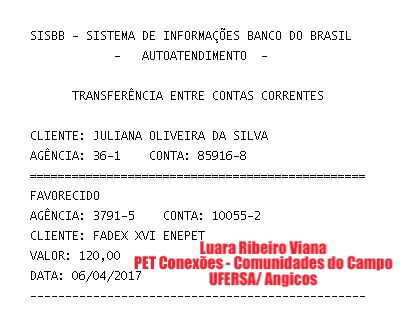 SISBB - SISTEMA DE INFORMAÇÕES BANCO DO BRASIL
- AUTOATENDIMENTO -
TRANSFERÊNCIA ENTRE CONTAS CORRENTES
CLIENTE: JULIANA OLIVEIRA DA SILVA
AGÊNCIA: 36-1 CONTA: 85916-8
================================================
FAVORECIDO
AGÊNCIA: 3791-5 CONTA: 10055-2
CLIENTE: FADEX XVI ENEPET
VALOR: 120,00
DATA: 06/04/2017
------------------------------------------------
Luara Ribeiro Viana
PET Conexões - Comunidades do Campo
UFERSA/ Angicos